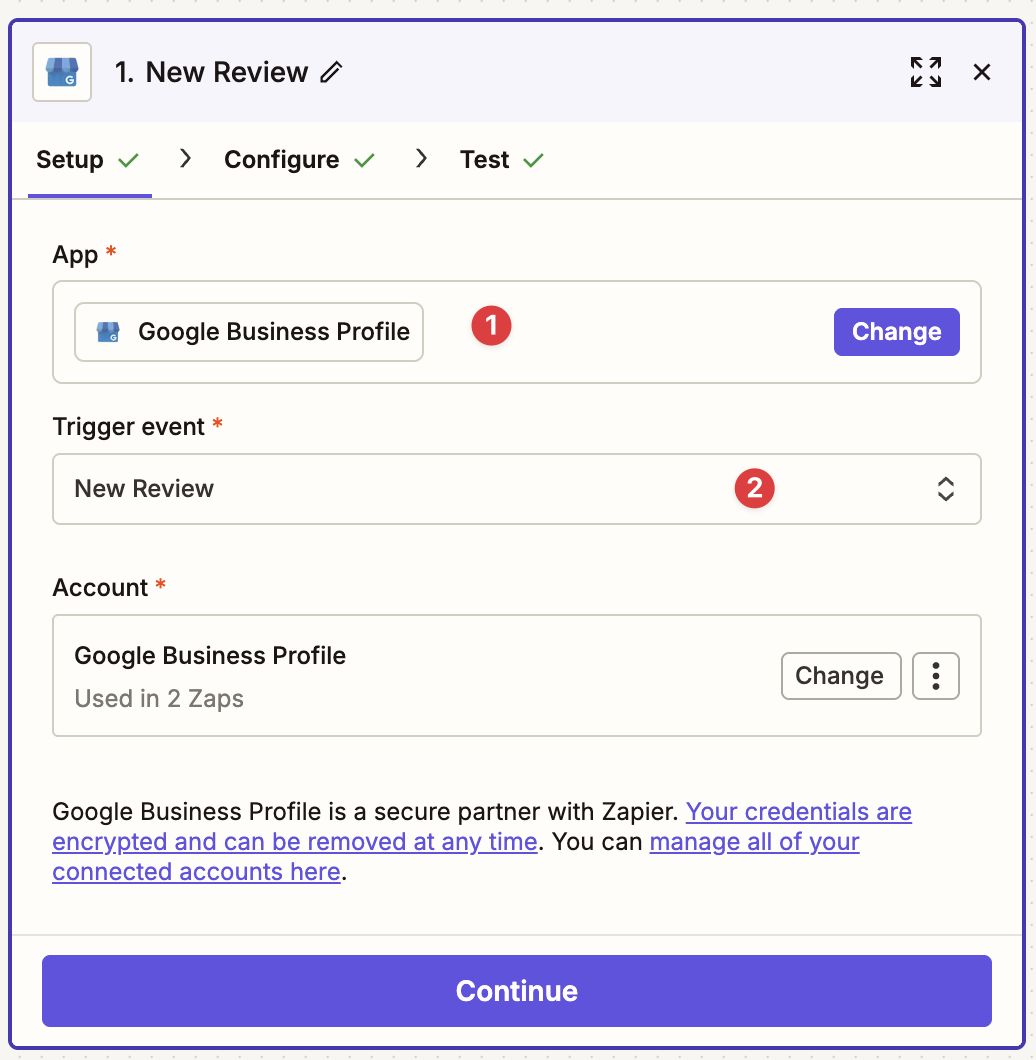 1. New Review
Setup
Configure
Test
App *
Google Business Profile
1
Change
Trigger event *
New Review
2
Account *
Google Business Profile
Used in 2 Zaps
Change
Google Business Profile is a secure partner with Zapier. Your credentials are
encrypted and can be removed at any time. You can manage all of your
connected accounts here.
Continue